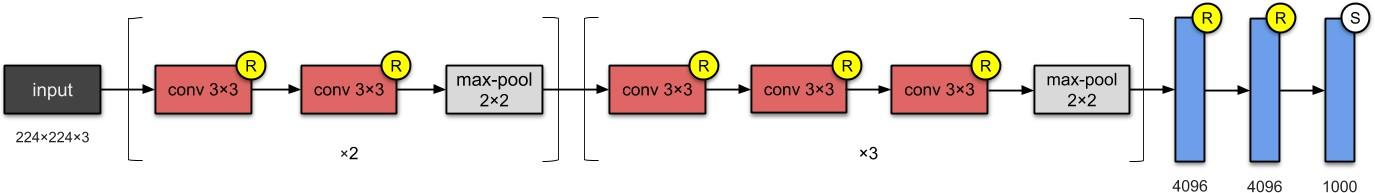 input
224×224×3
conv 3×3
R
conv 3×3
R
max-pool
2×2
×2
conv 3×3
R
conv 3×3
R
conv 3×3
R
max-pool
2×2
×3
R
4096
R
4096
S
1000